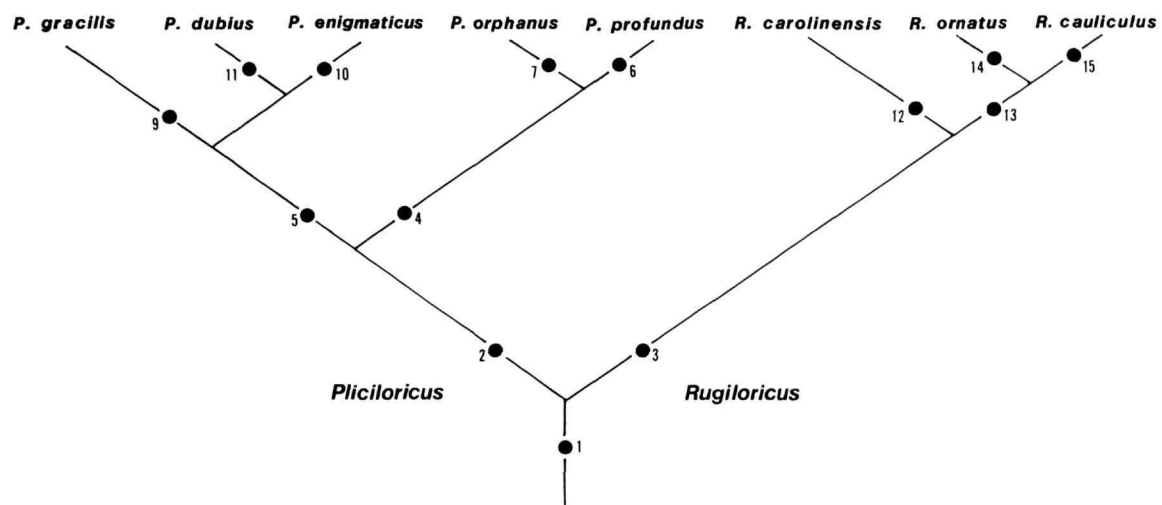 P. gracilis P. dubius P. enigmaticus P. orphanus P. profundus R. carolinensis R. ornatus R. cauliculus
11 10 7 6 14 15
9 12 13
5 4
2 3
Pliciloricus Rugiloricus
1